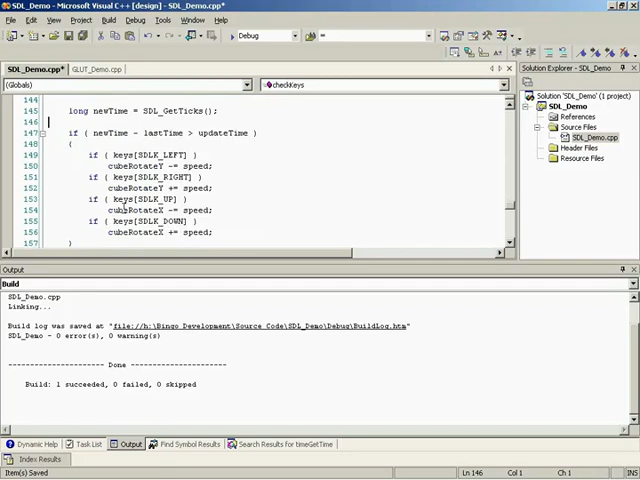 SDL_Demo - Microsoft Visual C++ [design] - SDL_Demo.cpp*
File Edit View Project Build Debug Tools Window Help
Debug
SDL_Demo.cpp* GLUT_Demo.cpp
(Globals) checkKeys
144
145 long newTime = SDL_GetTicks();
146
147 if ( newTime - lastTime > updateTime )
148 {
149 if ( keys[SDLK_LEFT] )
150 cubeRotateY -= speed;
151 if ( keys[SDLK_RIGHT] )
152 cubeRotateY += speed;
153 if ( keys[SDLK_UP] )
154 cubeRotateX -= speed;
155 if ( keys[SDLK_DOWN] )
156 cubeRotateX += speed;
157 }
Solution Explorer - SDL_Demo
Solution 'SDL_Demo' (1 project)
SDL_Demo
References
Source Files
SDL_Demo.cpp
Header Files
Resource Files
Output
Build
SDL_Demo.cpp
Linking...
Build log was saved at "file://h:\Bingo Development\Source Code\SDL_Demo\Debug\BuildLog.htm"
SDL_Demo - 0 error(s), 0 warning(s)
---------------------- Done ----------------------
Build: 1 succeeded, 0 failed, 0 skipped
Dynamic Help Task List Output Find Symbol Results Search Results for timeGetTime
Index Results
Item(s) Saved Ln 146 Col 1 Ch 1 INS